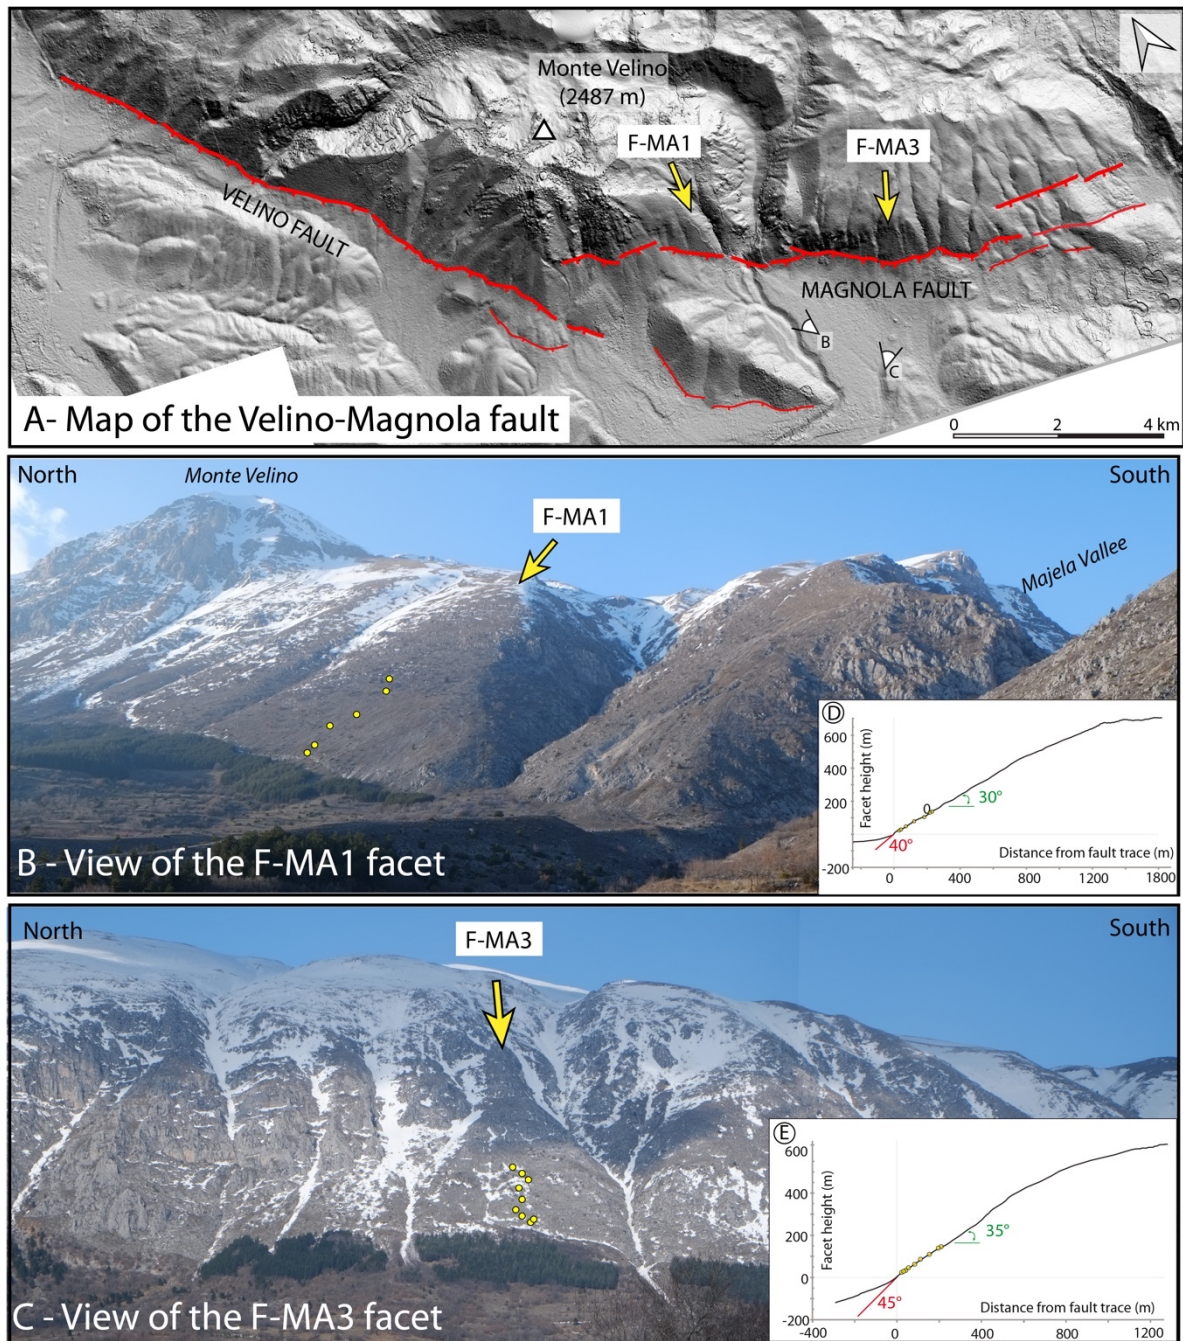 Monte Velino
(2487 m)
F-MA1
F-MA3
VELINO FAULT
MAGNOLA FAULT
B
C
A- Map of the Velino-Magnola fault
0 2 4 km
North
Monte Velino
South
F-MA1
Majela Vallee
D
600
400
200
0
-200
Facet height (m)
0
30°
40°
Distance from fault trace (m)
0 400 800 1200 1800
B - View of the F-MA1 facet
North
F-MA3
South
E
600
400
200
0
-200
Facet height (m)
35°
45°
Distance from fault trace (m)
-400 0 400 800 1200
C - View of the F-MA3 facet